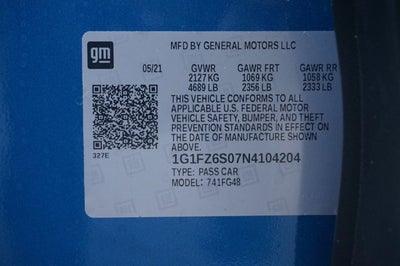 gm
MFD BY GENERAL MOTORS LLC
05/21 GVWR GAWR FRT GAWR RR
2127 KG 1069 KG 1058 KG
4689 LB 2356 LB 2333 LB
THIS VEHICLE CONFORMS TO ALL
APPLICABLE U.S. FEDERAL MOTOR
VEHICLE SAFETY, BUMPER, AND THEFT
PREVENTION STANDARDS IN EFFECT ON
THE DATE OF MANUFACTURE SHOWN
ABOVE.
327E
1G1FZ6S07N4104204
TYPE: PASS CAR
MODEL: 741FG48